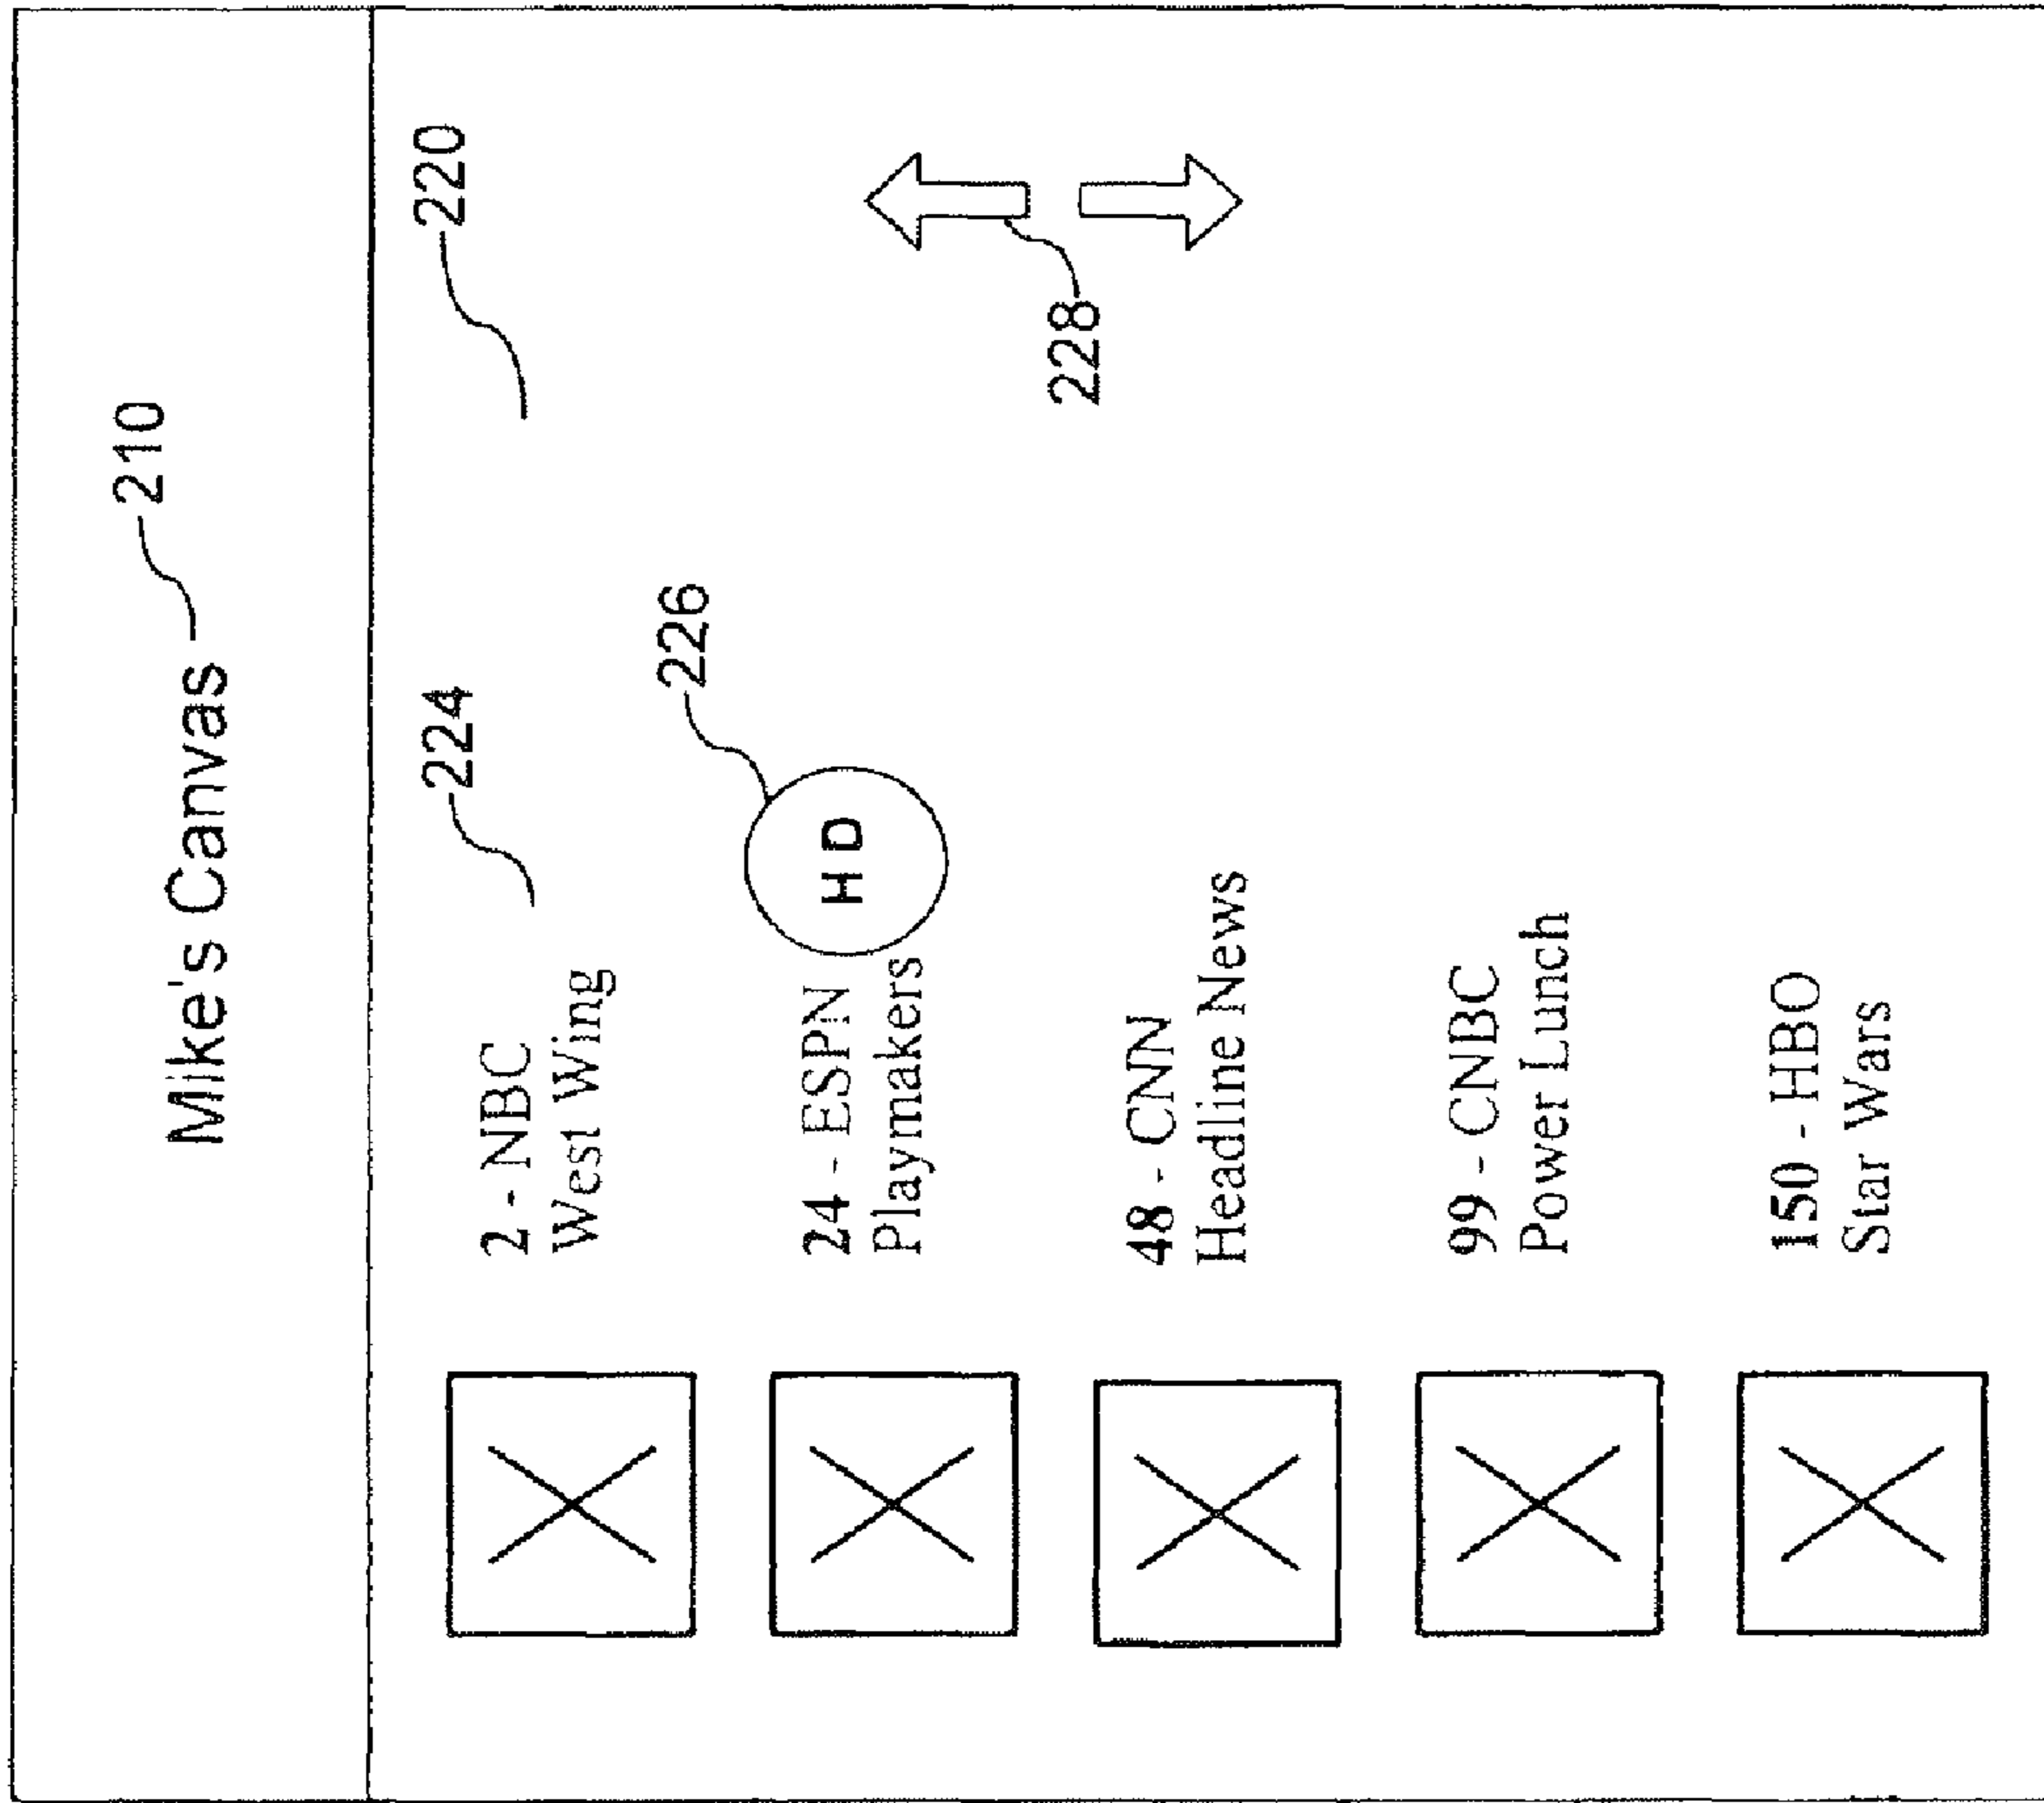 Mike's Canvas
210
220
224
2 - NBC
West Wing
226
HD
24 - ESPN
Playmakers
228
48 - CNN
Headline News
99 - CNBC
Power Lunch
150 - HBO
Star Wars